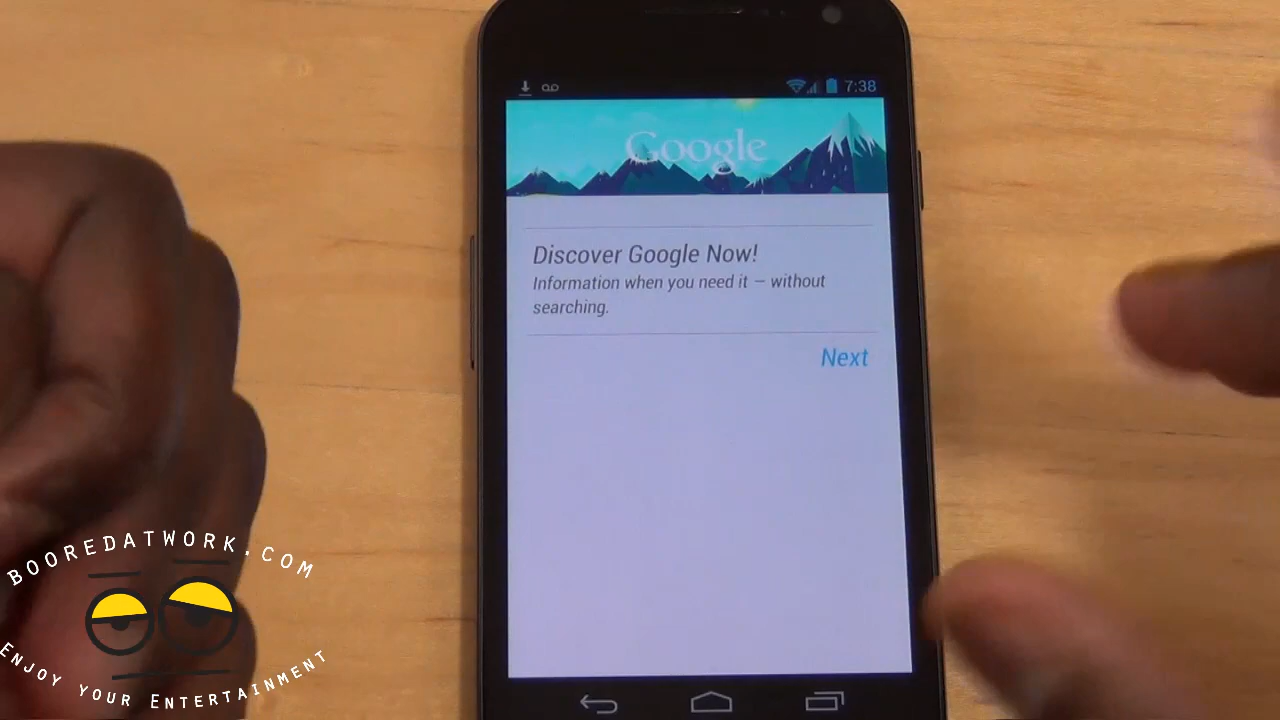 7:38
Google
Discover Google Now!
Information when you need it – without
searching.
Next
BOOREDATWORK.COM
ENJOY YOUR ENTERTAINMENT